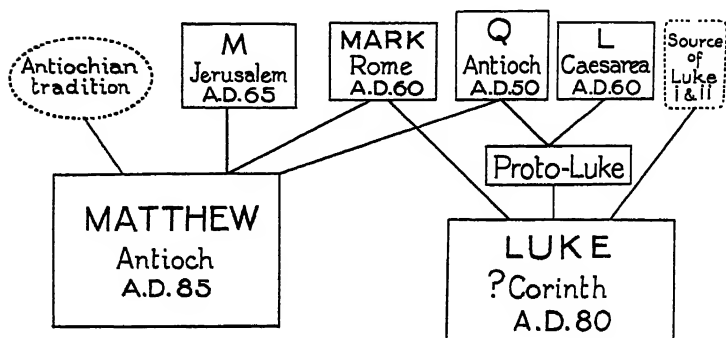 Antiochian
tradition
M
Jerusalem
A.D.65
MARK
Rome
A.D.60
Q
Antioch
A.D.50
L
Caesarea
A.D.60
Source
of
Luke
i & ii
Proto-Luke
MATTHEW
Antioch
A.D.85
LUKE
?Corinth
A.D.80